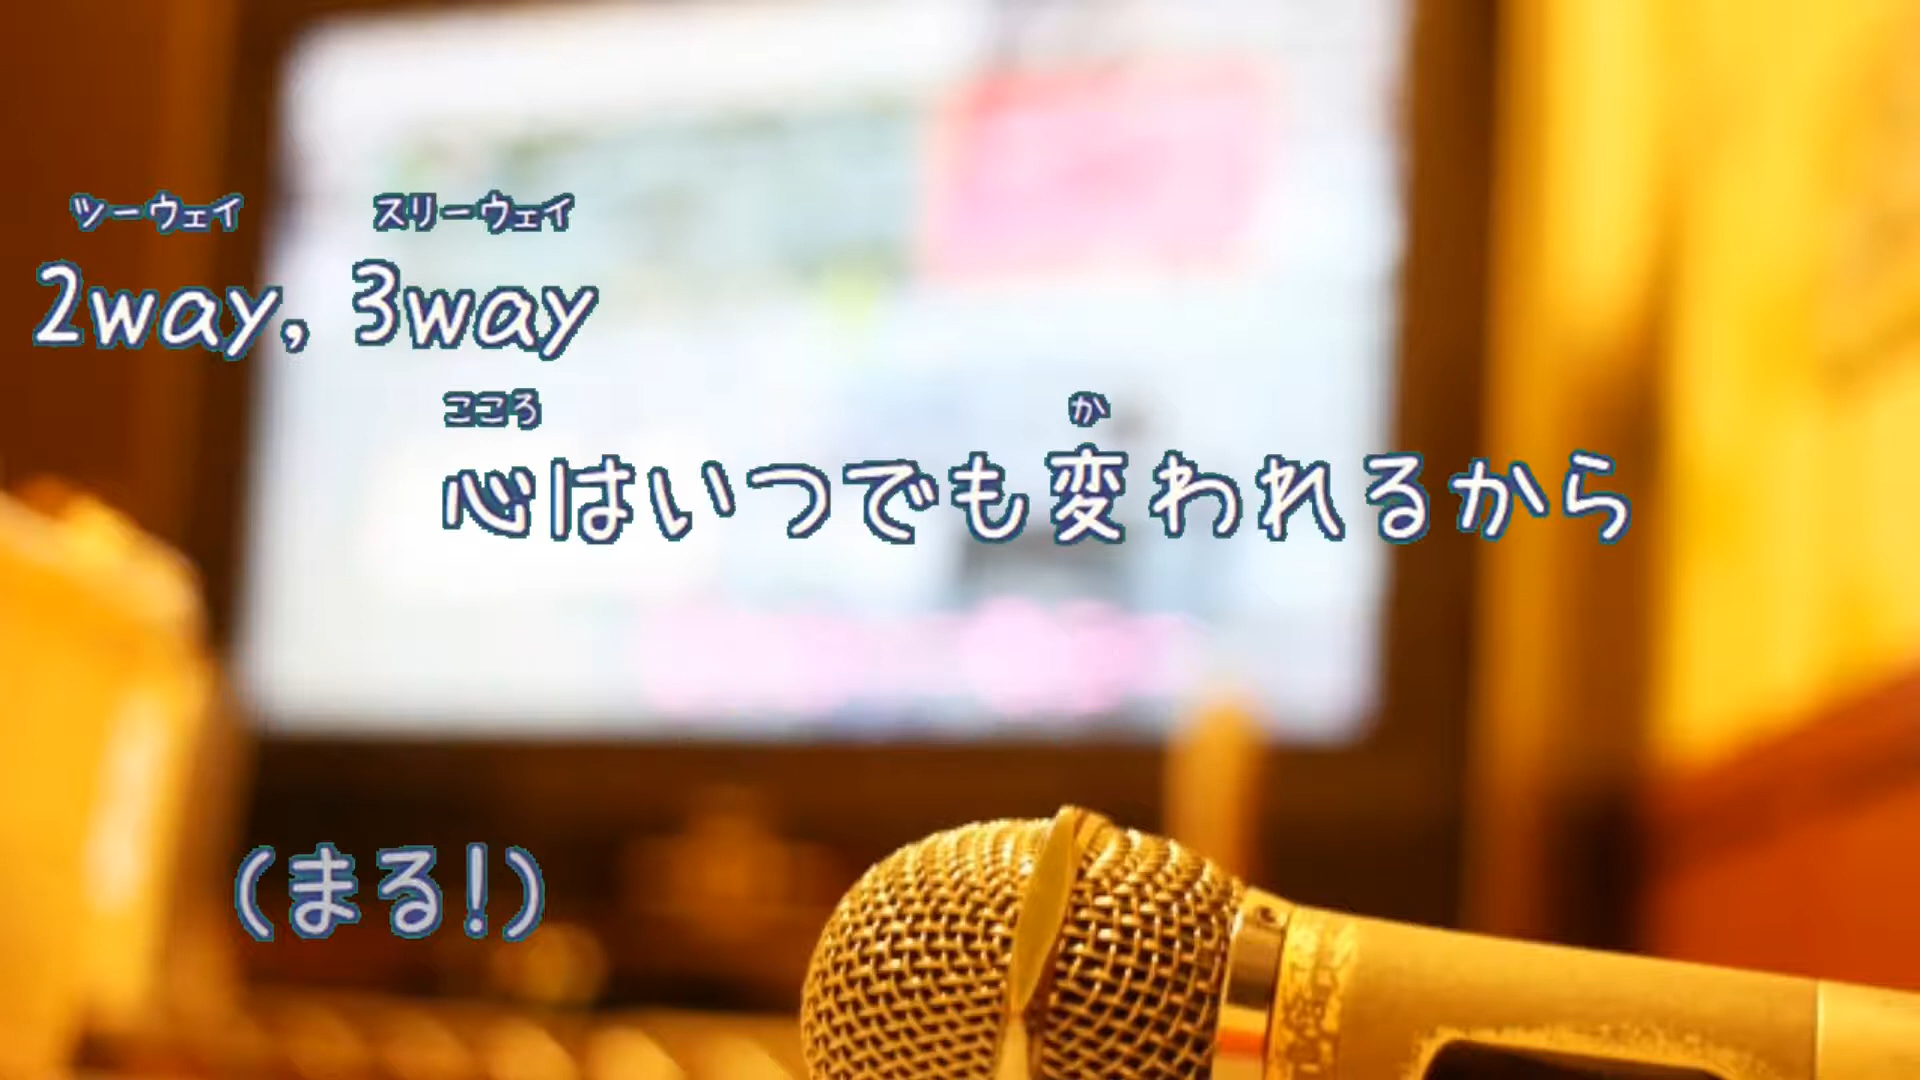 ツーウェイ スリーウェイ
2way, 3way
こころ か
心はいつでも変われるから
(まる!)